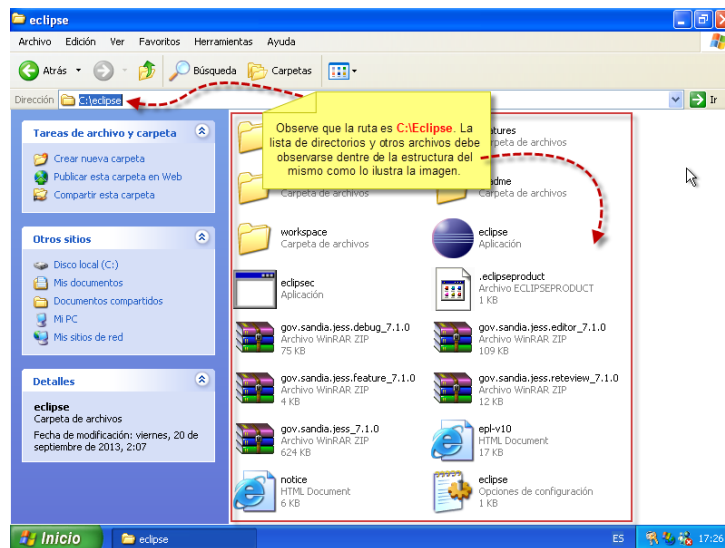 eclipse
Archivo Edición Ver Favoritos Herramientas Ayuda
Atrás Búsqueda Carpetas
Dirección C:\eclipse Ir
Tareas de archivo y carpeta
Crear nueva carpeta
Publicar esta carpeta en Web
Compartir esta carpeta
Otros sitios
Disco local (C:)
Mis documentos
Documentos compartidos
Mi PC
Mis sitios de red
Detalles
eclipse
Carpeta de archivos
Fecha de modificación: viernes, 20 de
septiembre de 2013, 2:07
Observe que la ruta es C:\Eclipse. La
lista de directorios y otros archivos debe
observarse dentre de la estructura del
mismo como lo ilustra la imagen.
Carpeta de archivos
Carpeta de archivos
workspace
Carpeta de archivos
eclipse
Aplicación
eclipsec
Aplicación
.eclipseproduct
Archivo ECLIPSEPRODUCT
1 KB
gov.sandia.jess.debug_7.1.0
Archivo WinRAR ZIP
75 KB
gov.sandia.jess.editor_7.1.0
Archivo WinRAR ZIP
109 KB
gov.sandia.jess.feature_7.1.0
Archivo WinRAR ZIP
4 KB
gov.sandia.jess.reteview_7.1.0
Archivo WinRAR ZIP
12 KB
gov.sandia.jess_7.1.0
Archivo WinRAR ZIP
624 KB
epl-v10
HTML Document
17 KB
notice
HTML Document
6 KB
eclipse
Opciones de configuración
1 KB
Inicio eclipse ES 17:26